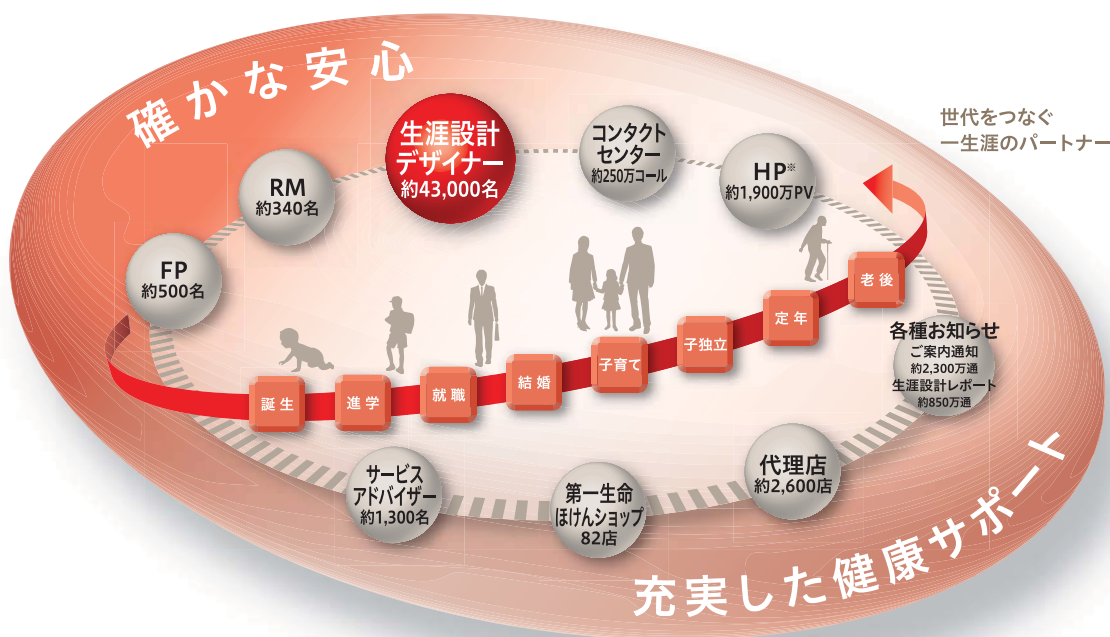 確かな安心
生涯設計
デザイナー
約43,000名
コンタクト
センター
約250万コール
HP※
約1,900万PV
世代をつなぐ
一生涯のパートナー
RM
約340名
FP
約500名
誕生
進学
就職
結婚
子育て
子独立
定年
老後
各種お知らせ
ご案内通知
約2,300万通
生涯設計レポート
約850万通
サービス
アドバイザー
約1,300名
第一生命
ほけんショップ
82店
代理店
約2,600店
充実した健康サポート